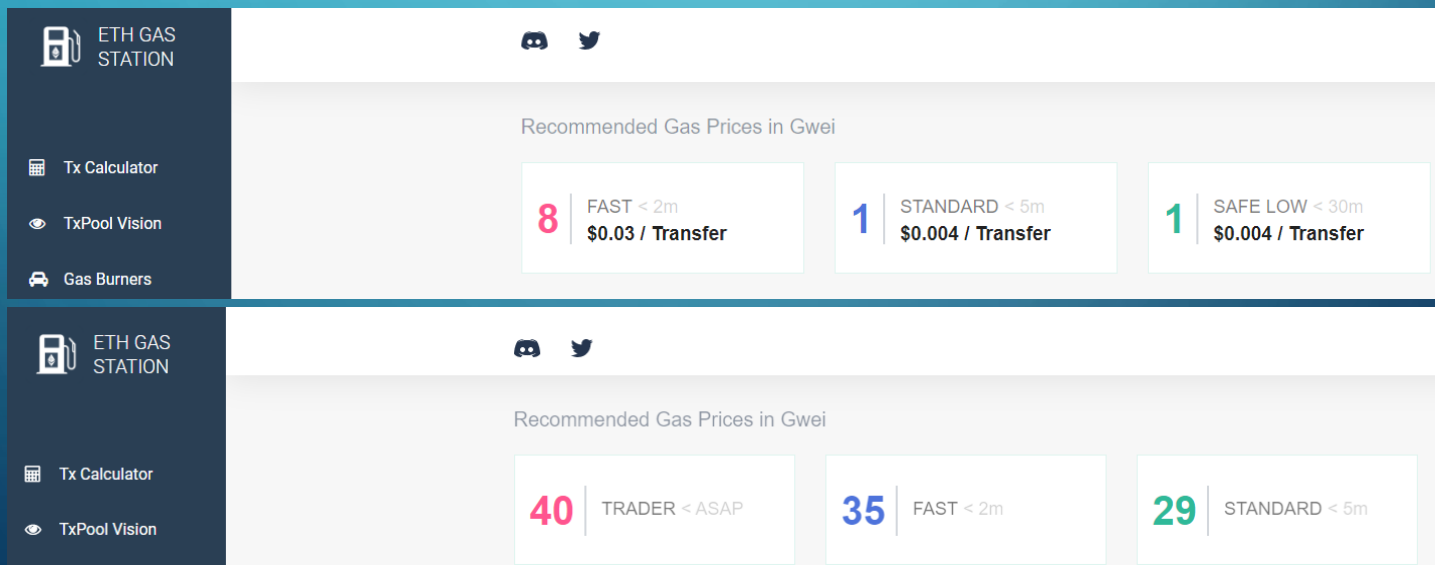 ETH GAS
STATION
Tx Calculator
TxPool Vision
Gas Burners
Recommended Gas Prices in Gwei
8
FAST < 2m
$0.03 / Transfer
1
STANDARD < 5m
$0.004 / Transfer
1
SAFE LOW < 30m
$0.004 / Transfer
ETH GAS
STATION
Tx Calculator
TxPool Vision
Recommended Gas Prices in Gwei
40
TRADER < ASAP
35
FAST < 2m
29
STANDARD < 5m